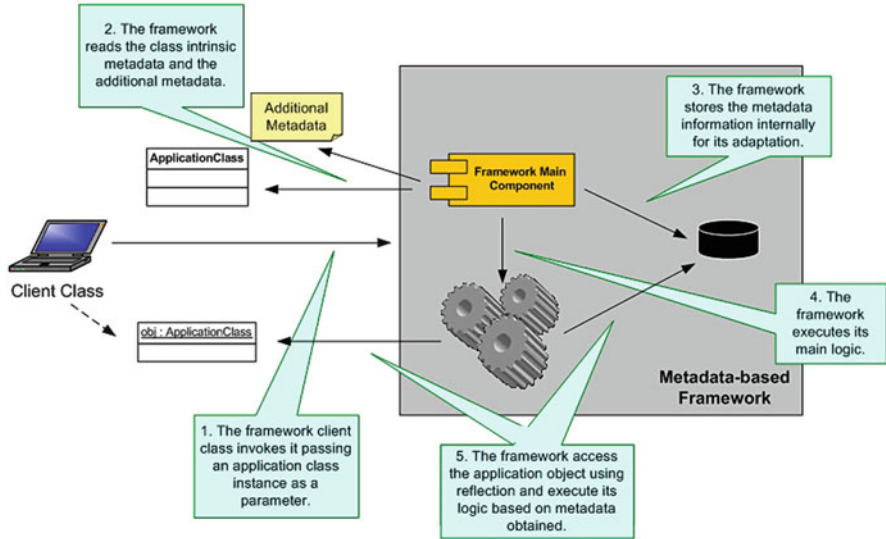 2. The framework
reads the class intrinsic
metadata and the
additional metadata.
Additional
Metadata
ApplicationClass
Framework Main
Component
3. The framework
stores the metadata
information internally
for its adaptation.
Client Class
obj : ApplicationClass
4. The
framework
executes its
main logic.
Metadata-based
Framework
1. The framework client
class invokes it passing
an application class
instance as a
parameter.
5. The framework access
the application object using
reflection and execute its
logic based on metadata
obtained.